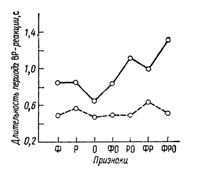 Длительность периода ВР-реакции,с
1,4
1,0
0,6
0,2
Ф Р О ФО РО ФР ФРО
Признаки